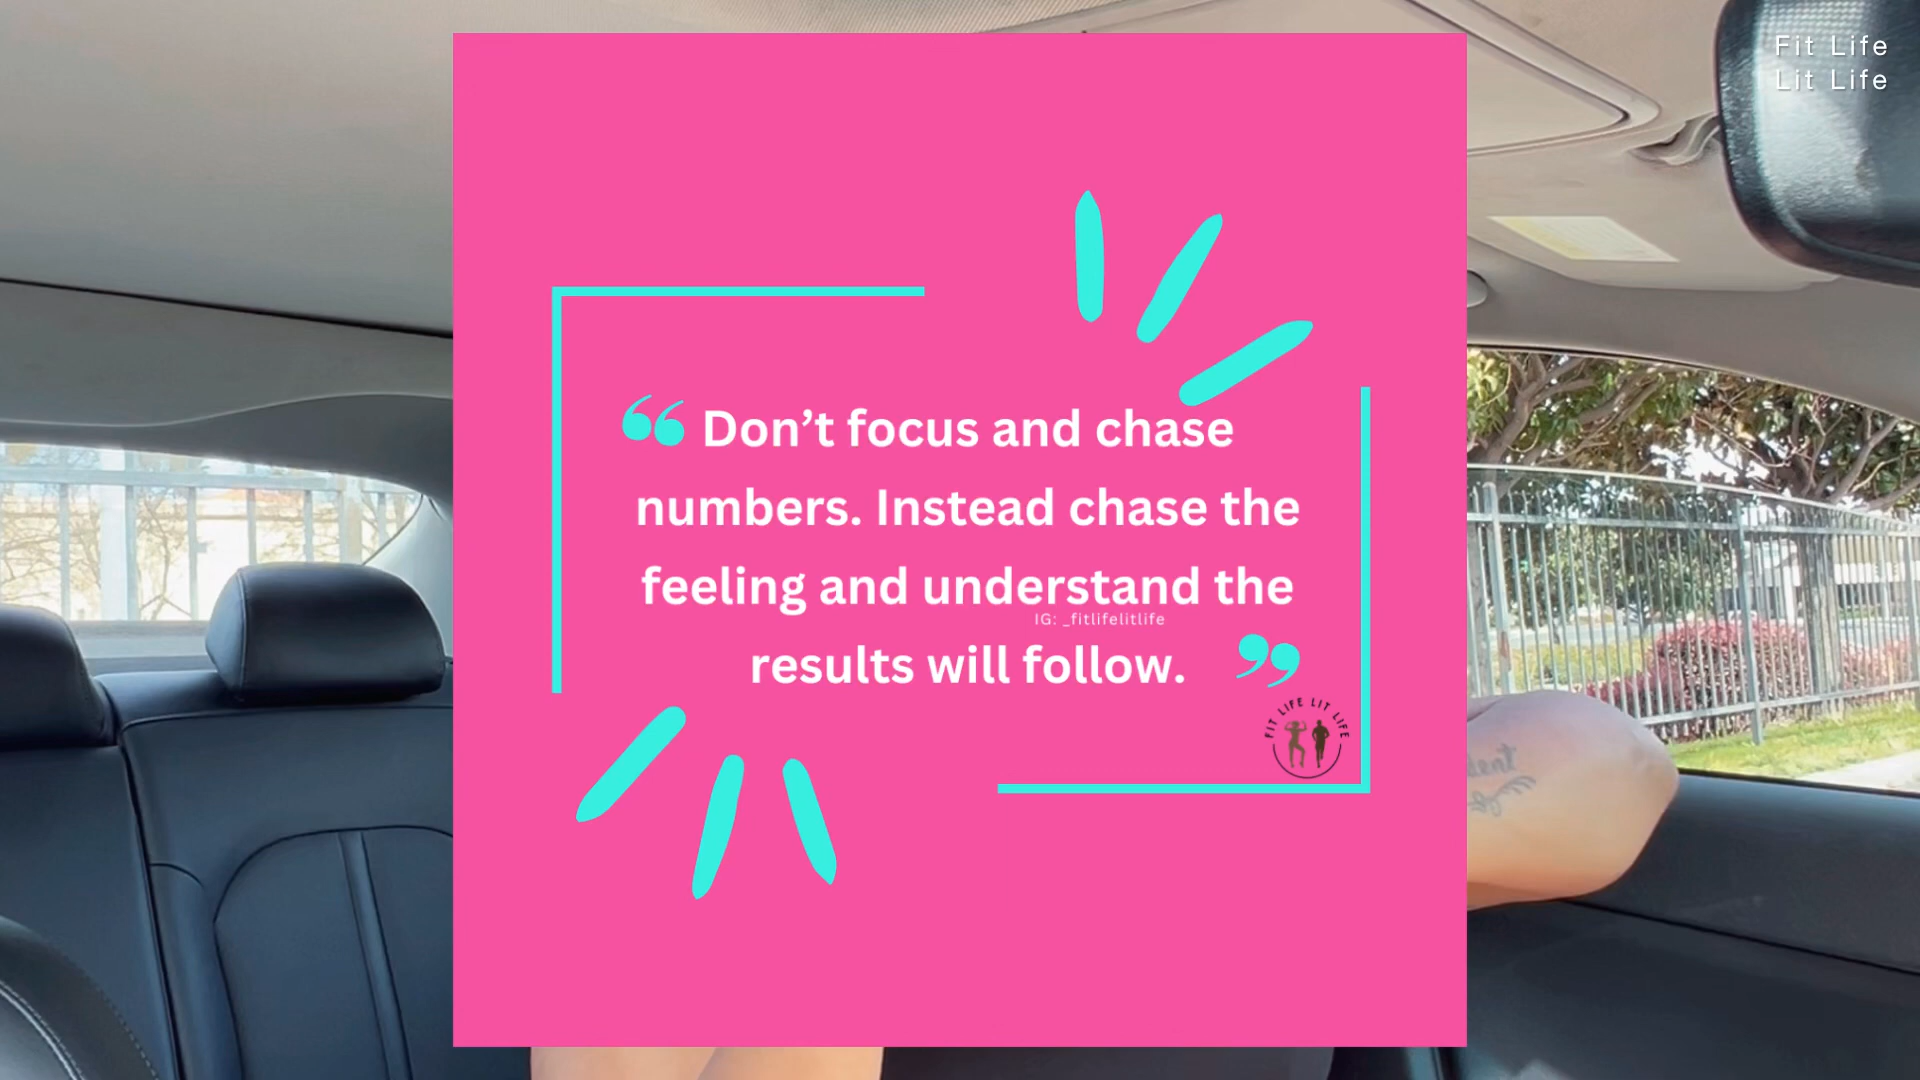 Fit Life
Lit Life
“Don’t focus and chase
numbers. Instead chase the
feeling and understand the
IG: _fitlifelitlife
results will follow.”
FIT LIFE LIT LIFE